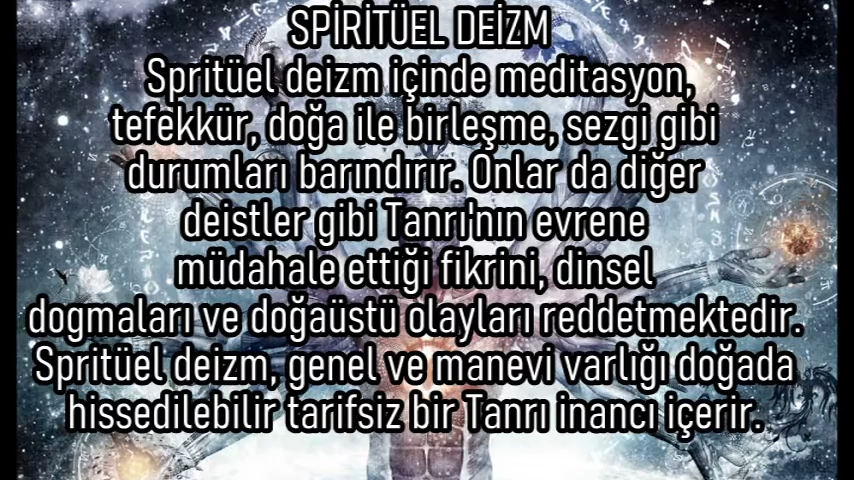 SPİRİTÜEL DEİZM
Spritüel deizm içinde meditasyon,
tefekkür, doğa ile birleşme, sezgi gibi
durumları barındırır. Onlar da diğer
deistler gibi Tanrı'nın evrene
müdahale ettiği fikrini, dinsel
dogmaları ve doğaüstü olayları reddetmektedir.
Spritüel deizm, genel ve manevi varlığı doğada
hissedilebilir tarifsiz bir Tanrı inancı içerir.